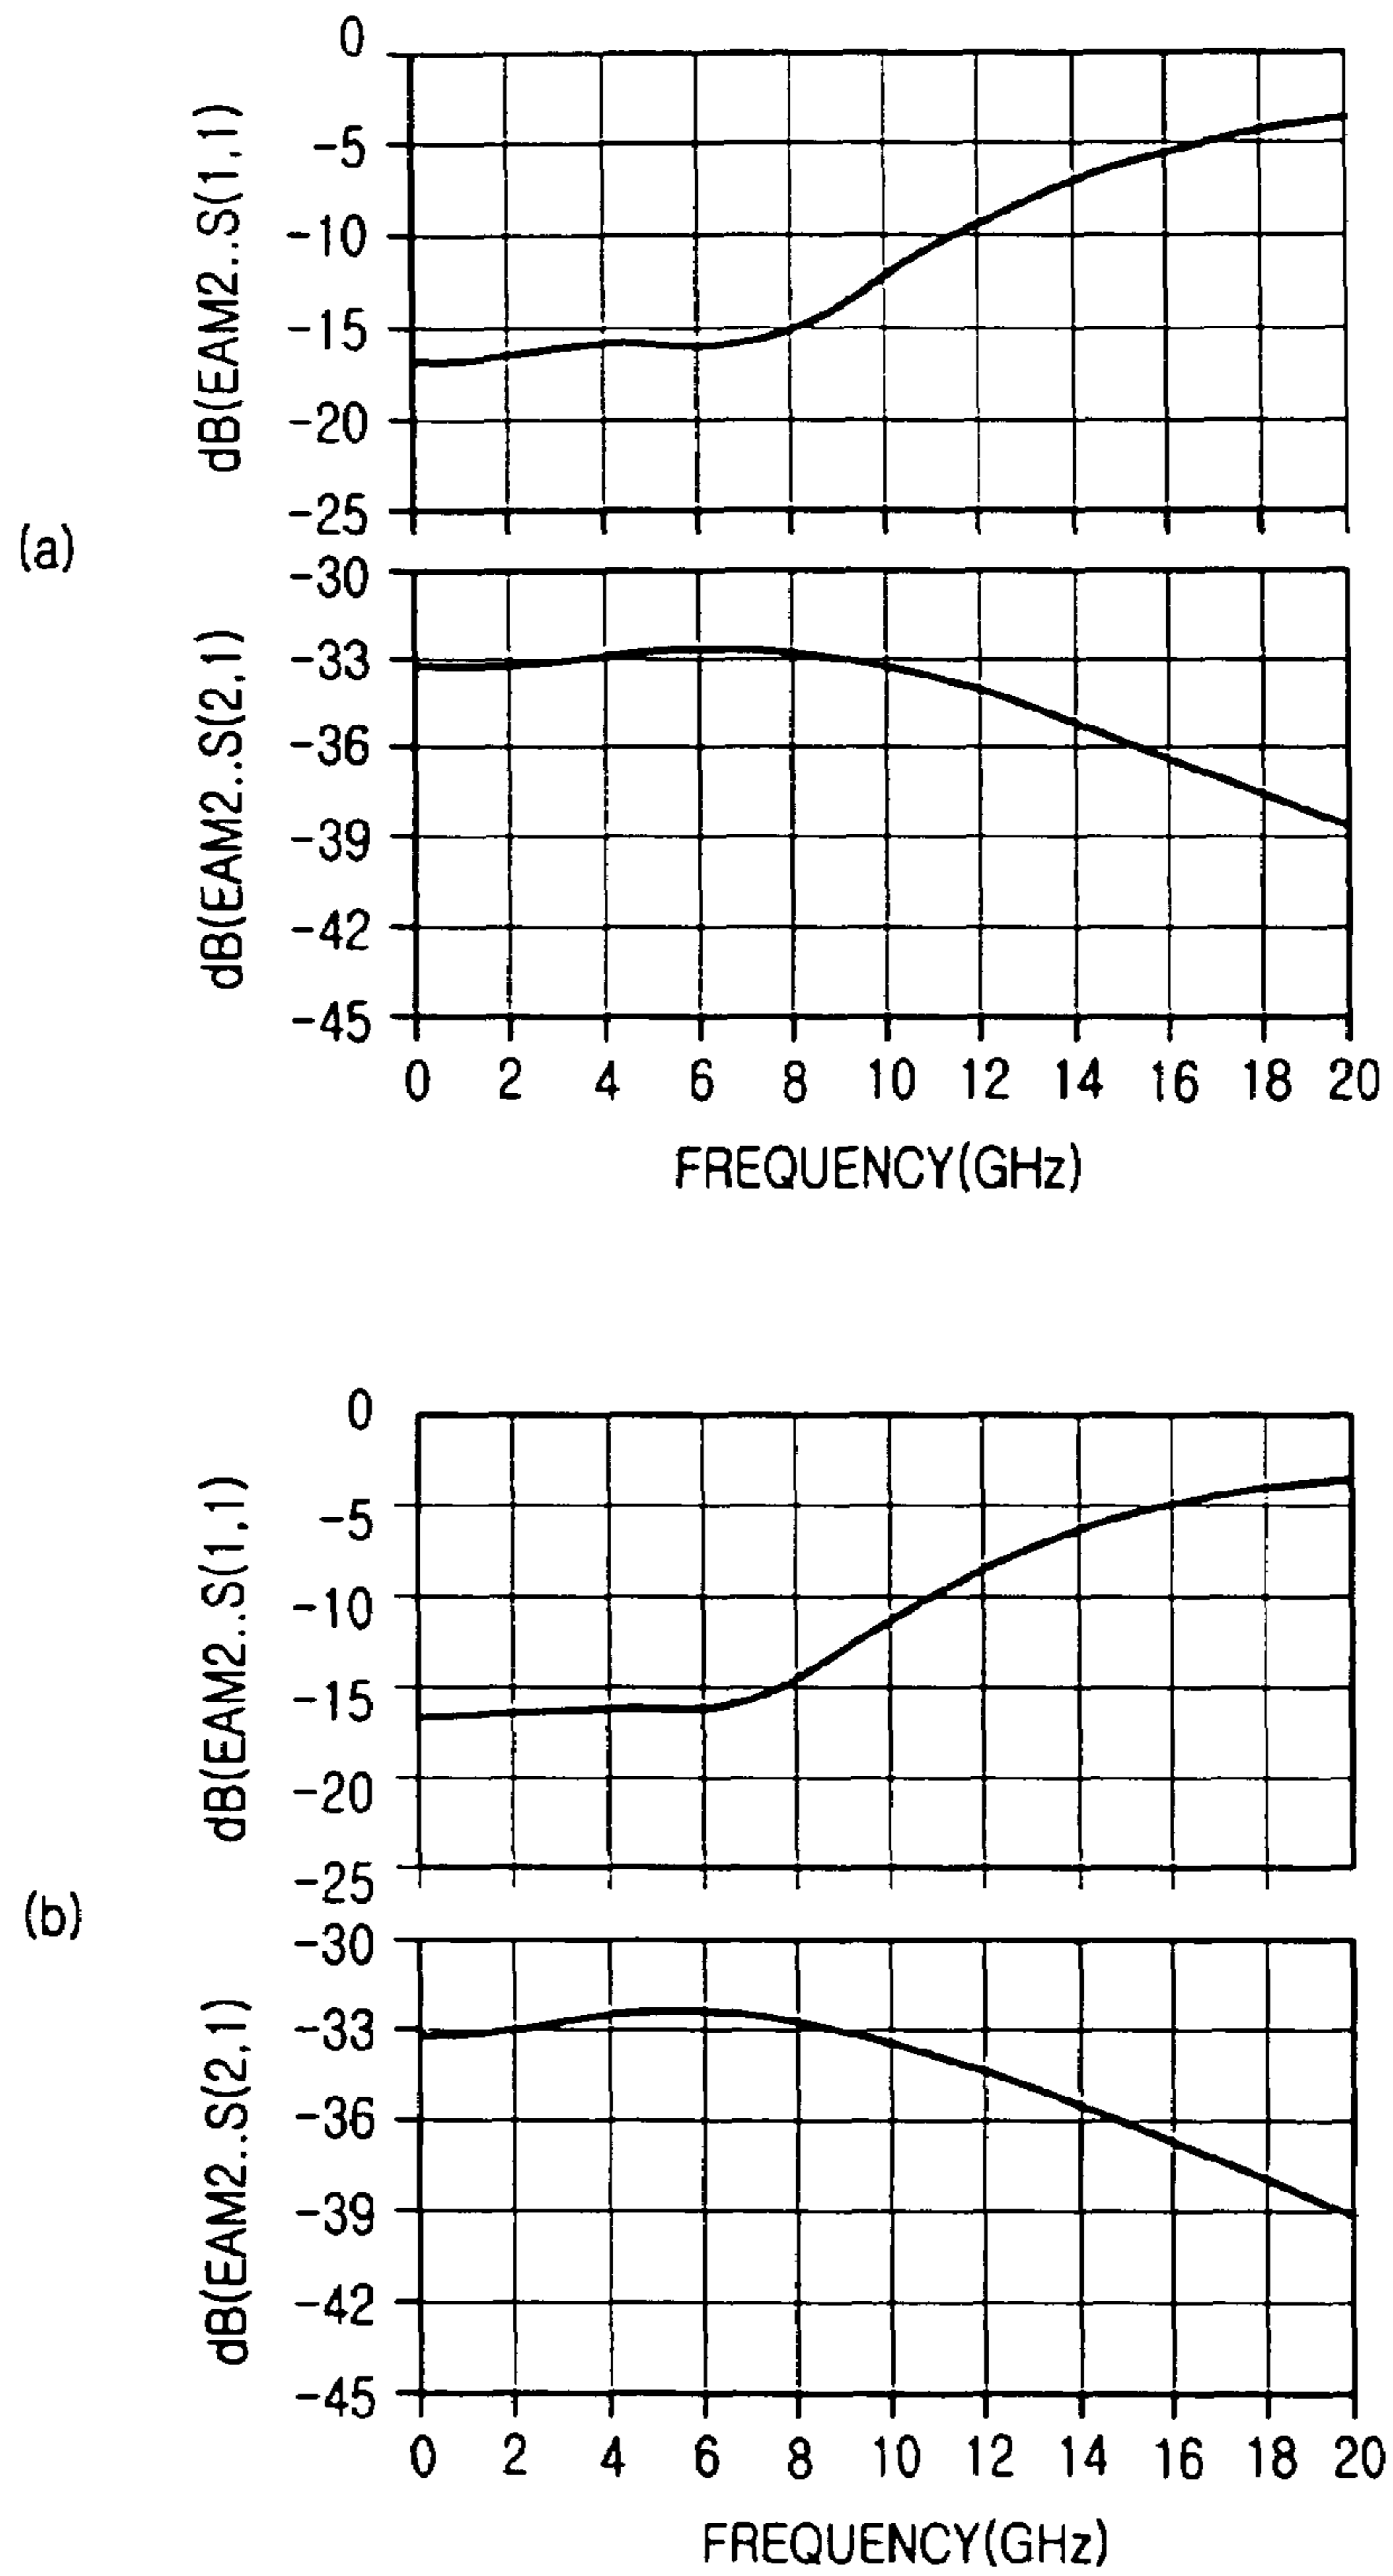 (a)
dB(EAM2..S(1,1)
0
-5
-10
-15
-20
-25
dB(EAM2..S(2,1)
-30
-33
-36
-39
-42
-45
0 2 4 6 8 10 12 14 16 18 20
FREQUENCY(GHz)
(b)
dB(EAM2..S(1,1)
0
-5
-10
-15
-20
-25
dB(EAM2..S(2,1)
-30
-33
-36
-39
-42
-45
0 2 4 6 8 10 12 14 16 18 20
FREQUENCY(GHz)